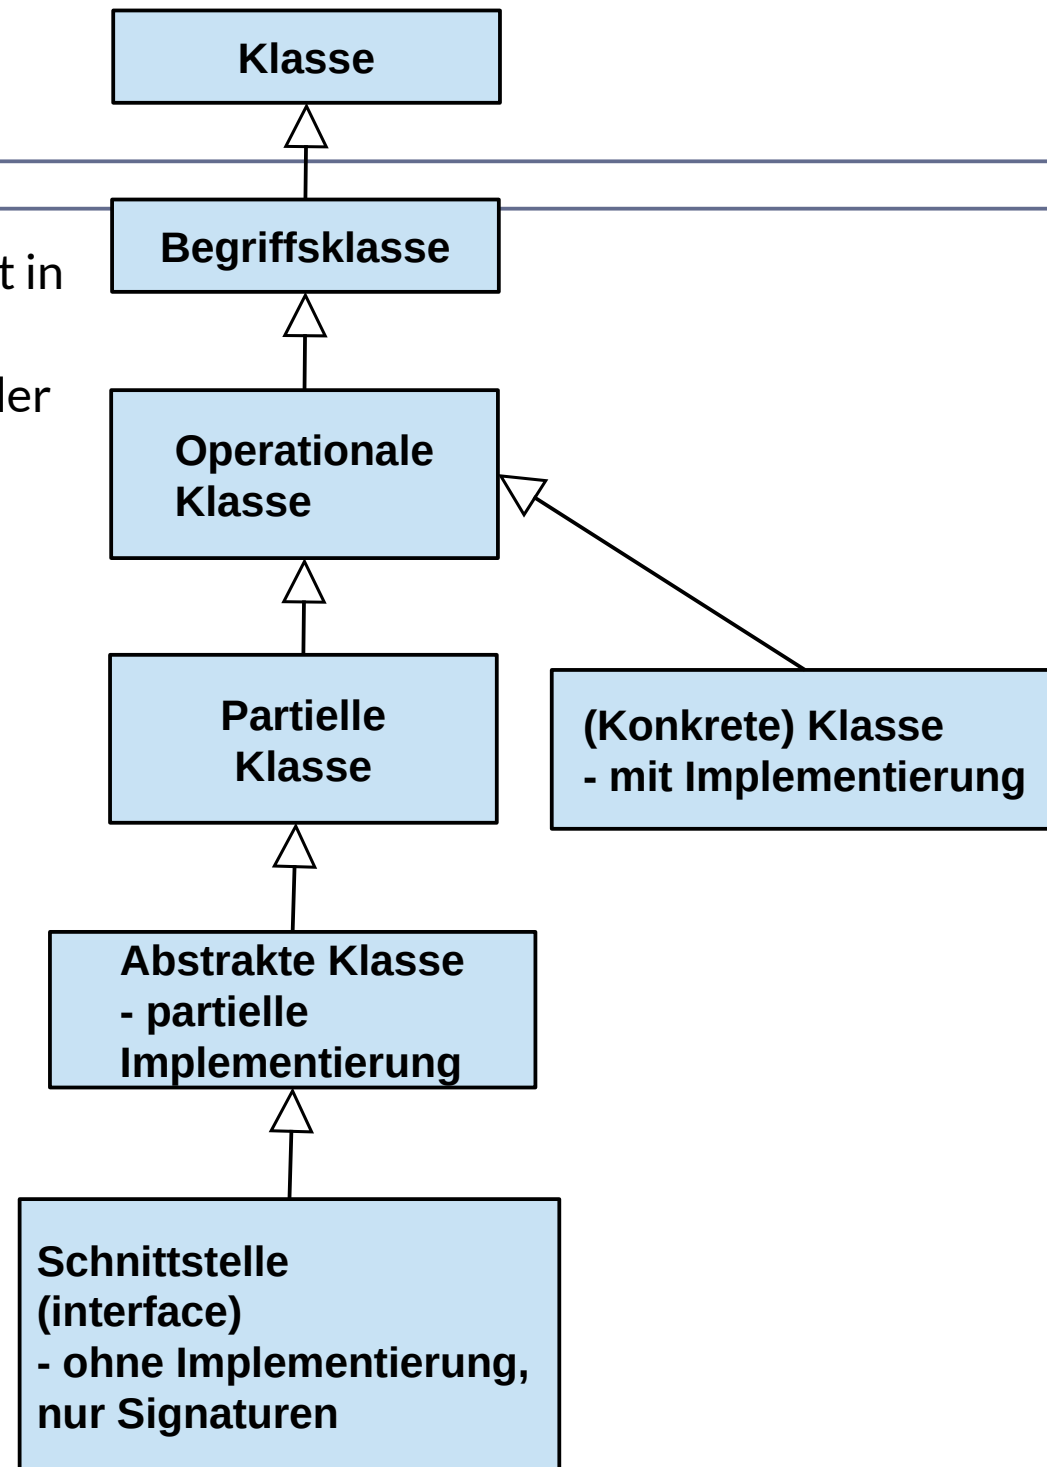 Klasse
Begriffsklasse
t in
Operationale
Klasse
Partielle
Klasse
(Konkrete) Klasse
- mit Implementierung
Abstrakte Klasse
- partielle
Implementierung
Schnittstelle
(interface)
- ohne Implementierung,
nur Signaturen